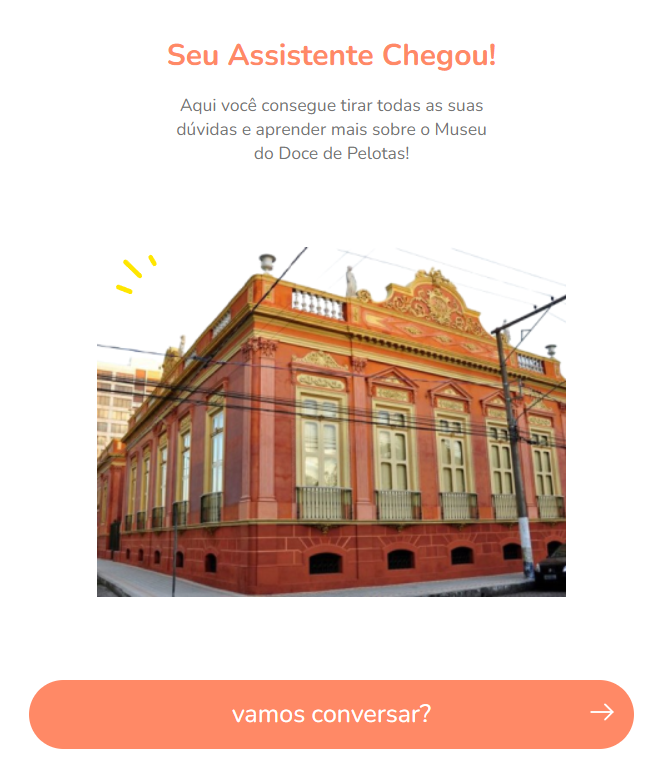 Seu Assistente Chegou!
Aqui você consegue tirar todas as suas
dúvidas e aprender mais sobre o Museu
do Doce de Pelotas!
vamos conversar?